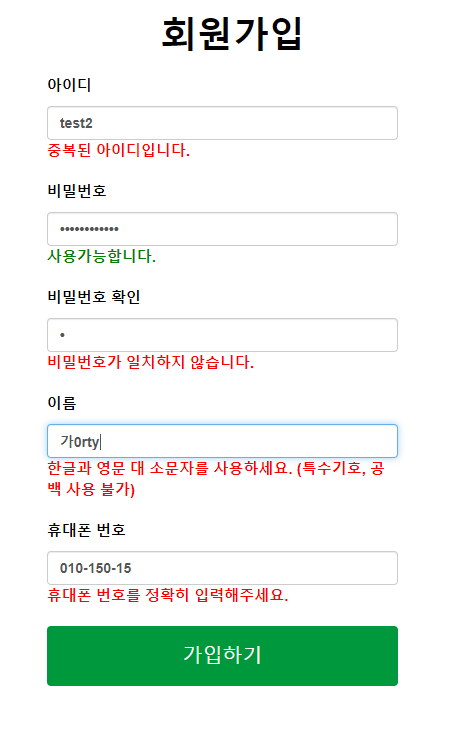 회원가입
아이디
test2
중복된 아이디입니다.
비밀번호
••••••••••••
사용가능합니다.
비밀번호 확인
•
비밀번호가 일치하지 않습니다.
이름
가0rty
한글과 영문 대 소문자를 사용하세요. (특수기호, 공
백 사용 불가)
휴대폰 번호
010-150-15
휴대폰 번호를 정확히 입력해주세요.
가입하기